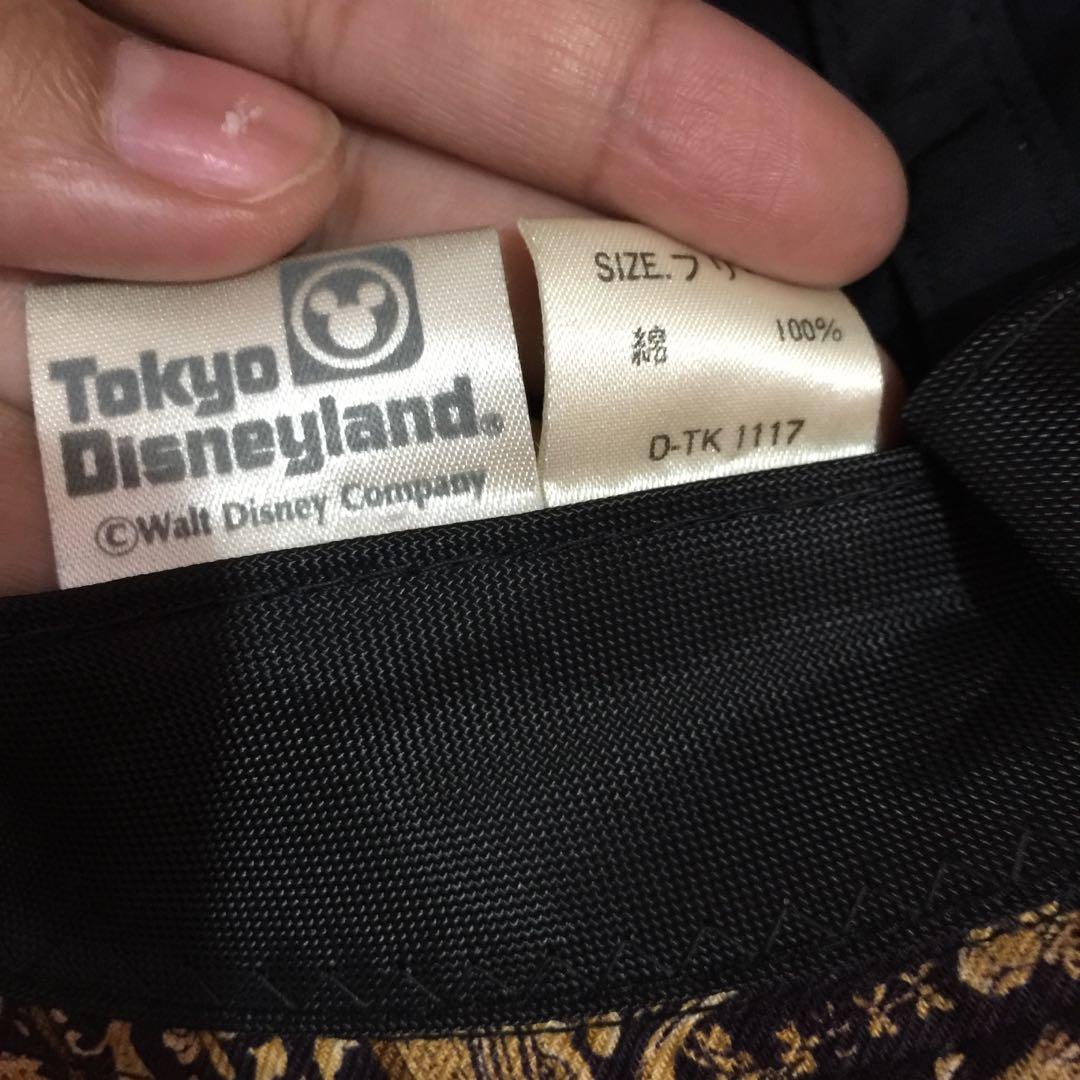 Tokyo
Disneyland®
©Walt Disney Company
SIZE.フリ
綿 100%
D-TK 1117